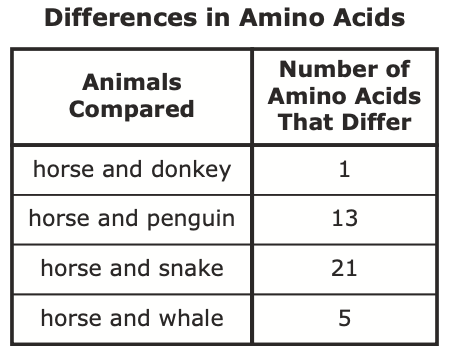 Differences in Amino Acids
Animals
Compared
Number of
Amino Acids
That Differ
horse and donkey
1
horse and penguin
13
horse and snake
21
horse and whale
5